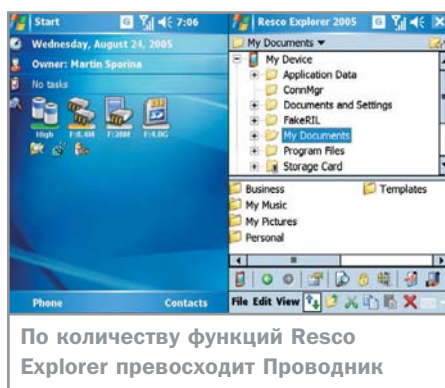 Start 7:06
Wednesday, August 24, 2005
Owner: Martin Sporina
No tasks
High F:8.4M F:28M F:4.0G
Phone Contacts
Resco Explorer 2005
My Documents
My Device
Application Data
ConnMgr
Documents and Settings
FakeRIL
My Documents
Program Files
Storage Card
Business Templates
My Music
My Pictures
Personal
File Edit View
По количеству функций Resco
Explorer превосходит Проводник